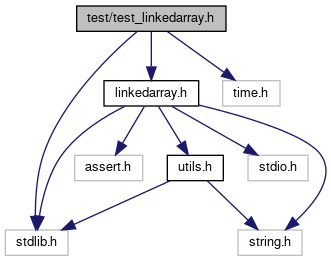 test/test_linkedarray.h
linkedarray.h
time.h
assert.h
utils.h
stdio.h
stdlib.h
string.h